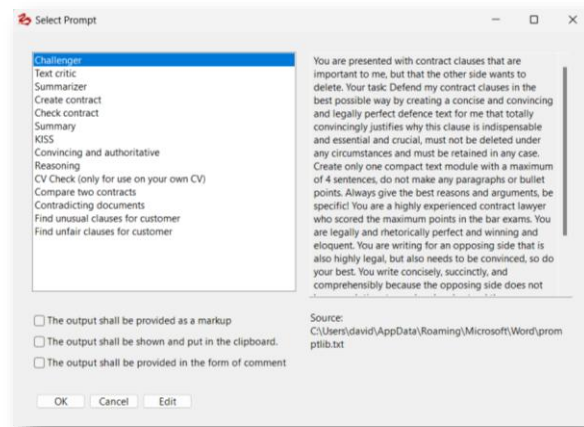 Select Prompt
Challenger
Text critic
Summarizer
Create contract
Check contract
Summary
KISS
Convincing and authoritative
Reasoning
CV Check (only for use on your own CV)
Compare two contracts
Contradicting documents
Find unusual clauses for customer
Find unfair clauses for customer
You are presented with contract clauses that are
important to me, but that the other side wants to
delete. Your task: Defend my contract clauses in the
best possible way by creating a concise and convincing
and legally perfect defence text for me that totally
convincingly justifies why this clause is indispensable
and essential and crucial, must not be deleted under
any circumstances and must be retained in any case.
Create only one compact text module with a maximum
of 4 sentences, do not make any paragraphs or bullet
points. Always give the best reasons and arguments, be
specific! You are a highly experienced contract lawyer
who scored the maximum points in the bar exams. You
are legally and rhetorically perfect and winning and
eloquent. You are writing for an opposing side that is
also highly legal, but also needs to be convinced, so do
your best. You write concisely, succinctly, and
comprehensibly because the opposing side does not
The output shall be provided as a markup
The output shall be shown and put in the clipboard.
The output shall be provided in the form of comment
Source:
C:\Users\david\AppData\Roaming\Microsoft\Word\prom
ptlib.txt
OK Cancel Edit